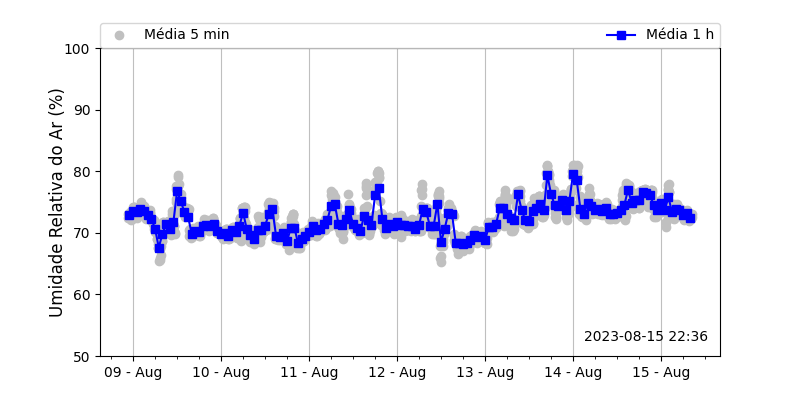 Média 5 min
Média 1 h
Umidade Relativa do Ar (%)
100
90
80
70
60
50
2023-08-15 22:36
09 - Aug
10 - Aug
11 - Aug
12 - Aug
13 - Aug
14 - Aug
15 - Aug